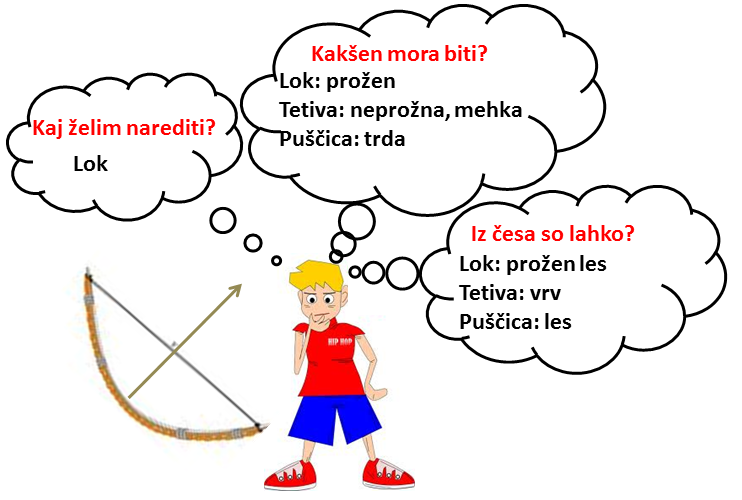 Kaj želim narediti?
Lok
Kakšen mora biti?
Lok: prožen
Tetiva: neprožna, mehka
Puščica: trda
Iz česa so lahko?
Lok: prožen les
Tetiva: vrv
Puščica: les
HIP HOP